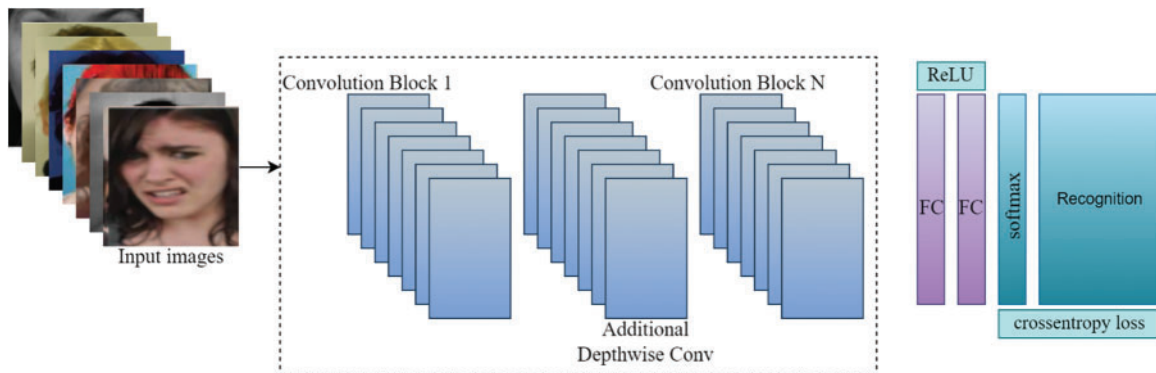 Input images
Convolution Block 1
Convolution Block N
Additional
Depthwise Conv
ReLU
FC
FC
softmax
Recognition
crossentropy loss